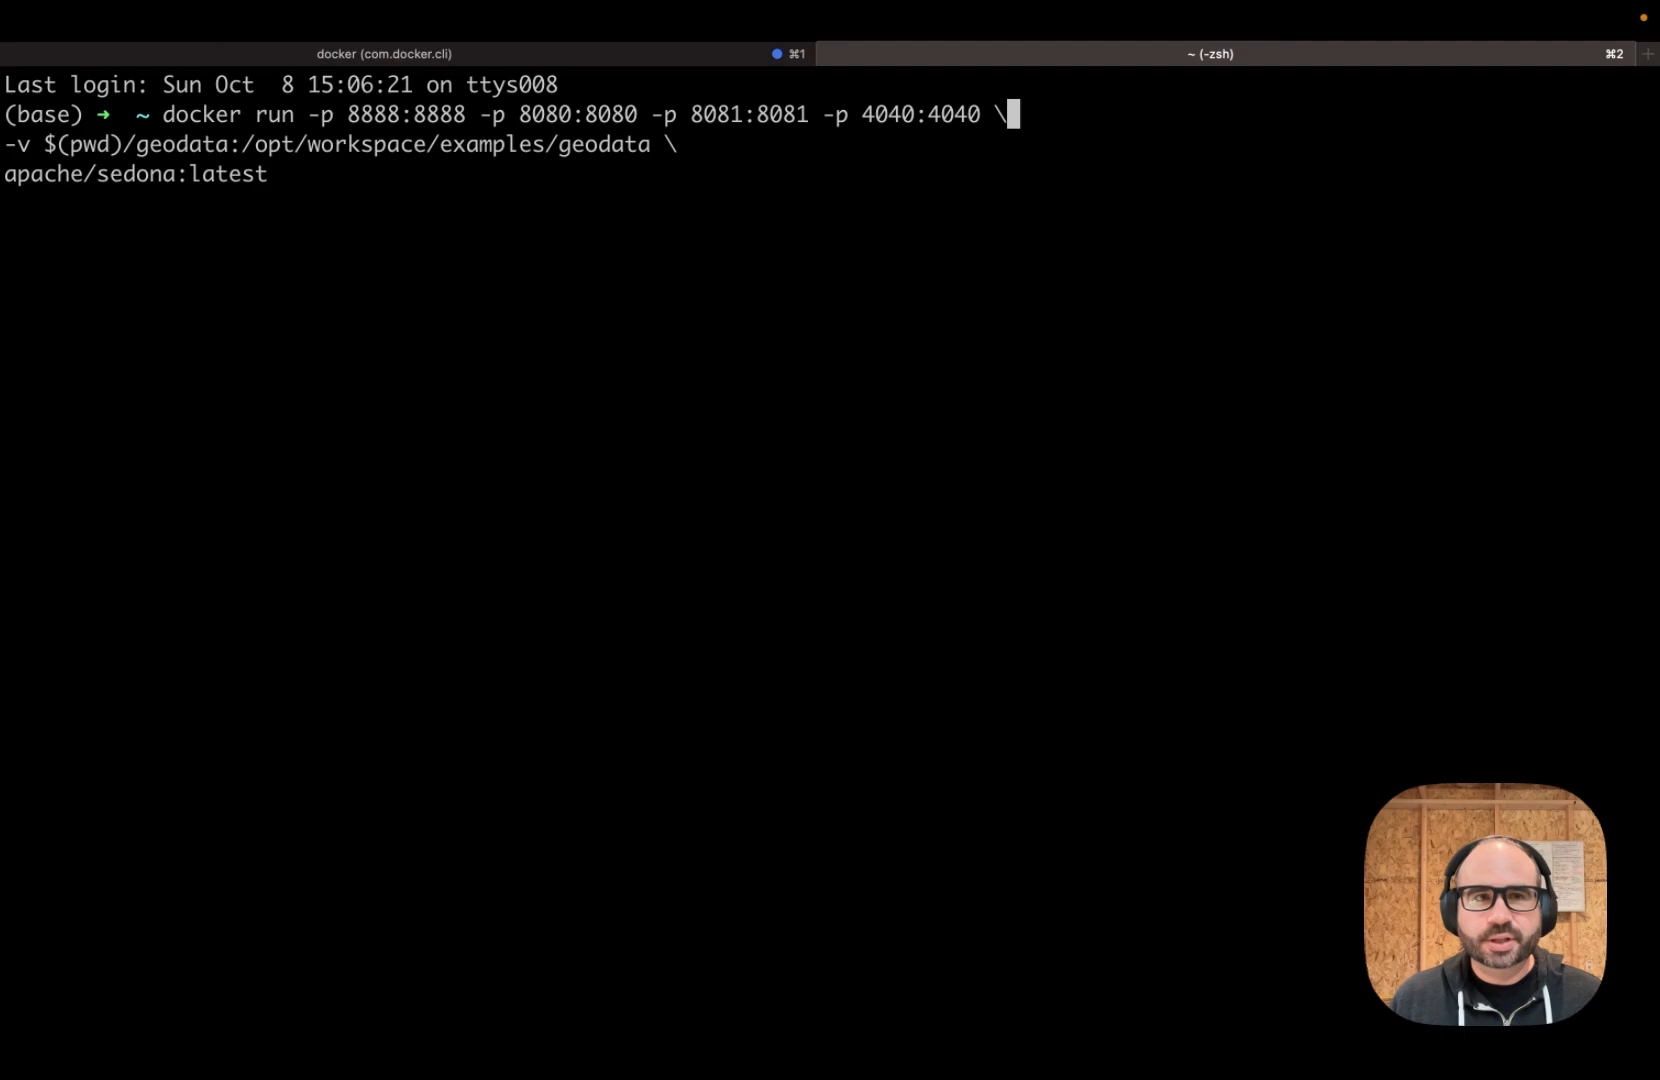 docker (com.docker.cli) ⌘1 ~ (-zsh) ⌘2 +
Last login: Sun Oct  8 15:06:21 on ttys008
(base) ➜  ~ docker run -p 8888:8888 -p 8080:8080 -p 8081:8081 -p 4040:4040 \
-v $(pwd)/geodata:/opt/workspace/examples/geodata \
apache/sedona:latest